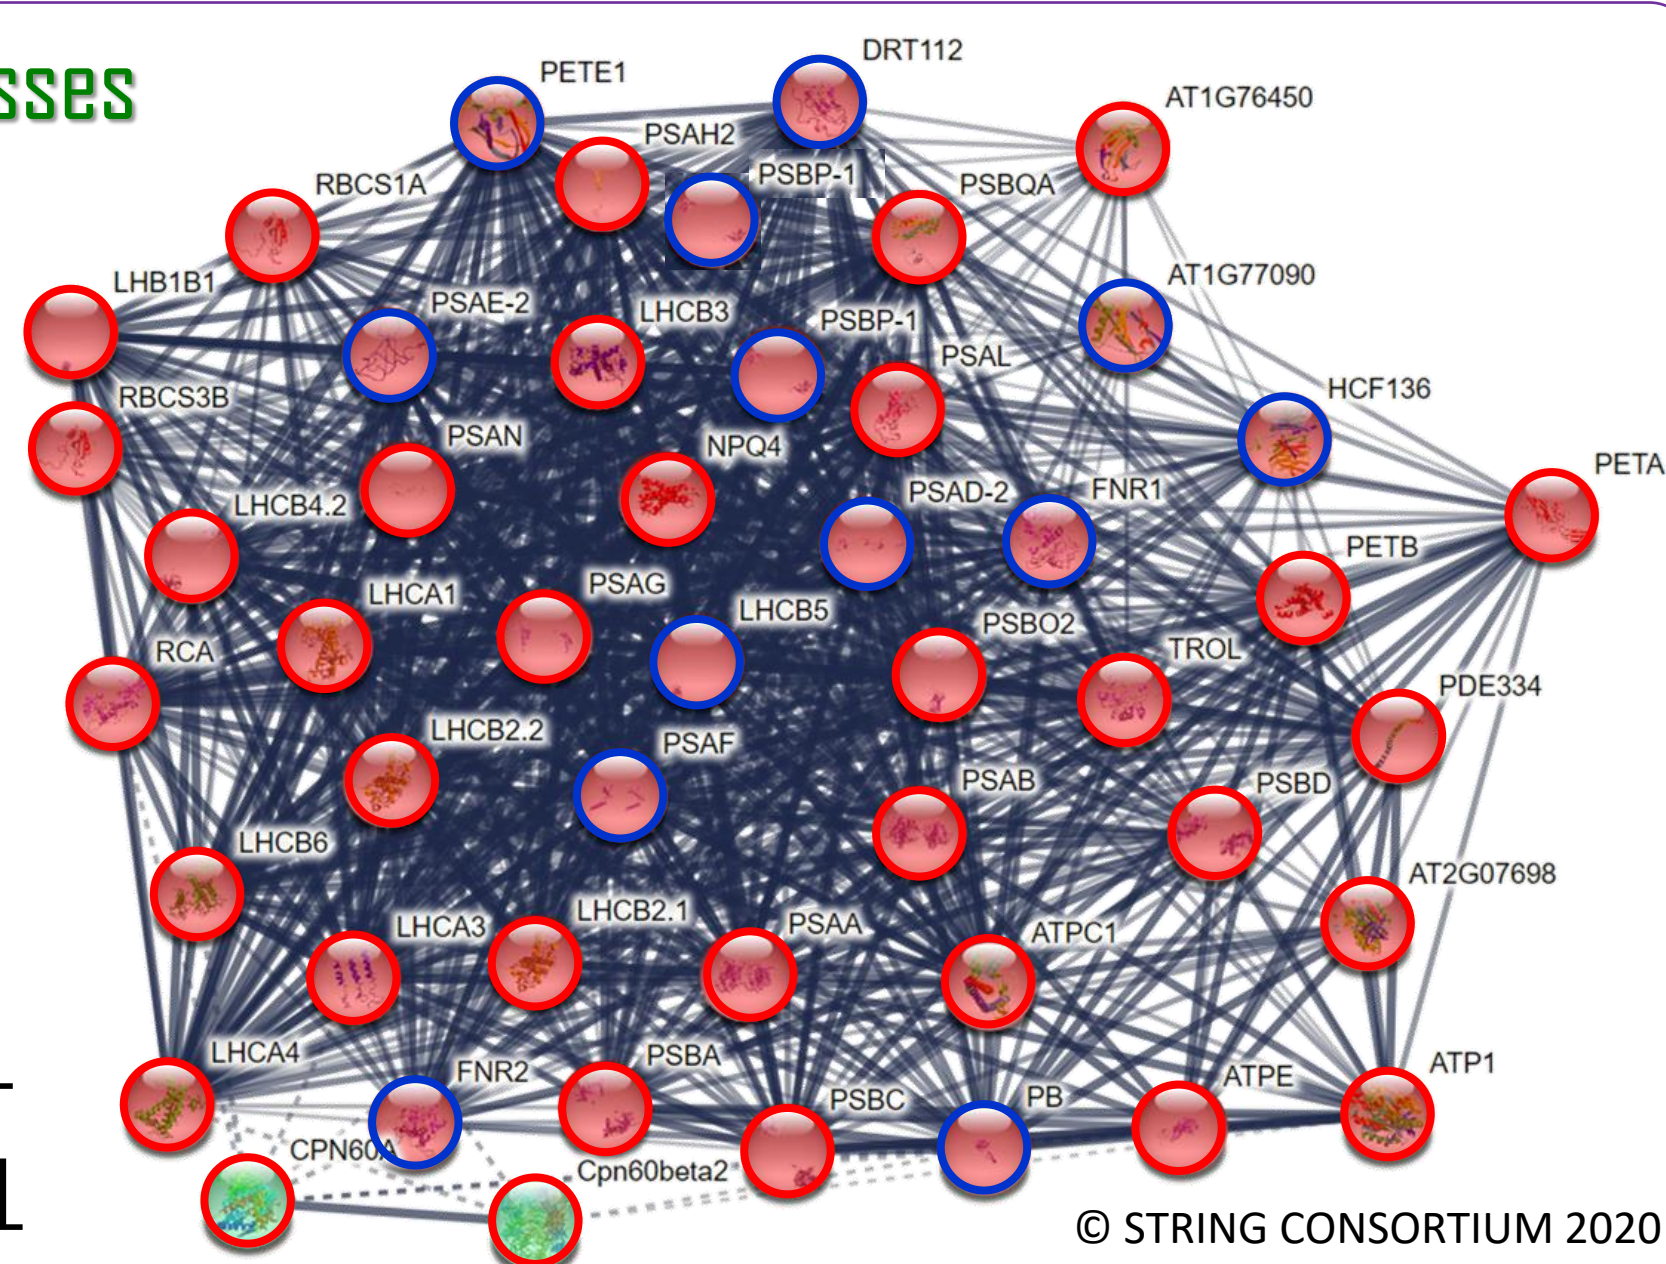 sses
DRT112
PETE1
AT1G76450
PSAH2
PSBP-1
PSBQA
RBCS1A
AT1G77090
LHB1B1
PSAE-2
LHCB3
PSBP-1
PSAL
HCF136
RBCS3B
PSAN
NPQ4
PETA
PSAD-2
FNR1
LHCB4.2
PETB
LHCA1
PSAG
LHCB5
PSBO2
RCA
TROL
PDE334
LHCB2.2
PSAF
PSAB
PSBD
LHCB6
AT2G07698
LHCA3
LHCB2.1
PSAA
ATPC1
LHCA4
FNR2
PSBA
PSBC
PB
ATPE
ATP1
CPN60A
Cpn60beta2
© STRING CONSORTIUM 2020